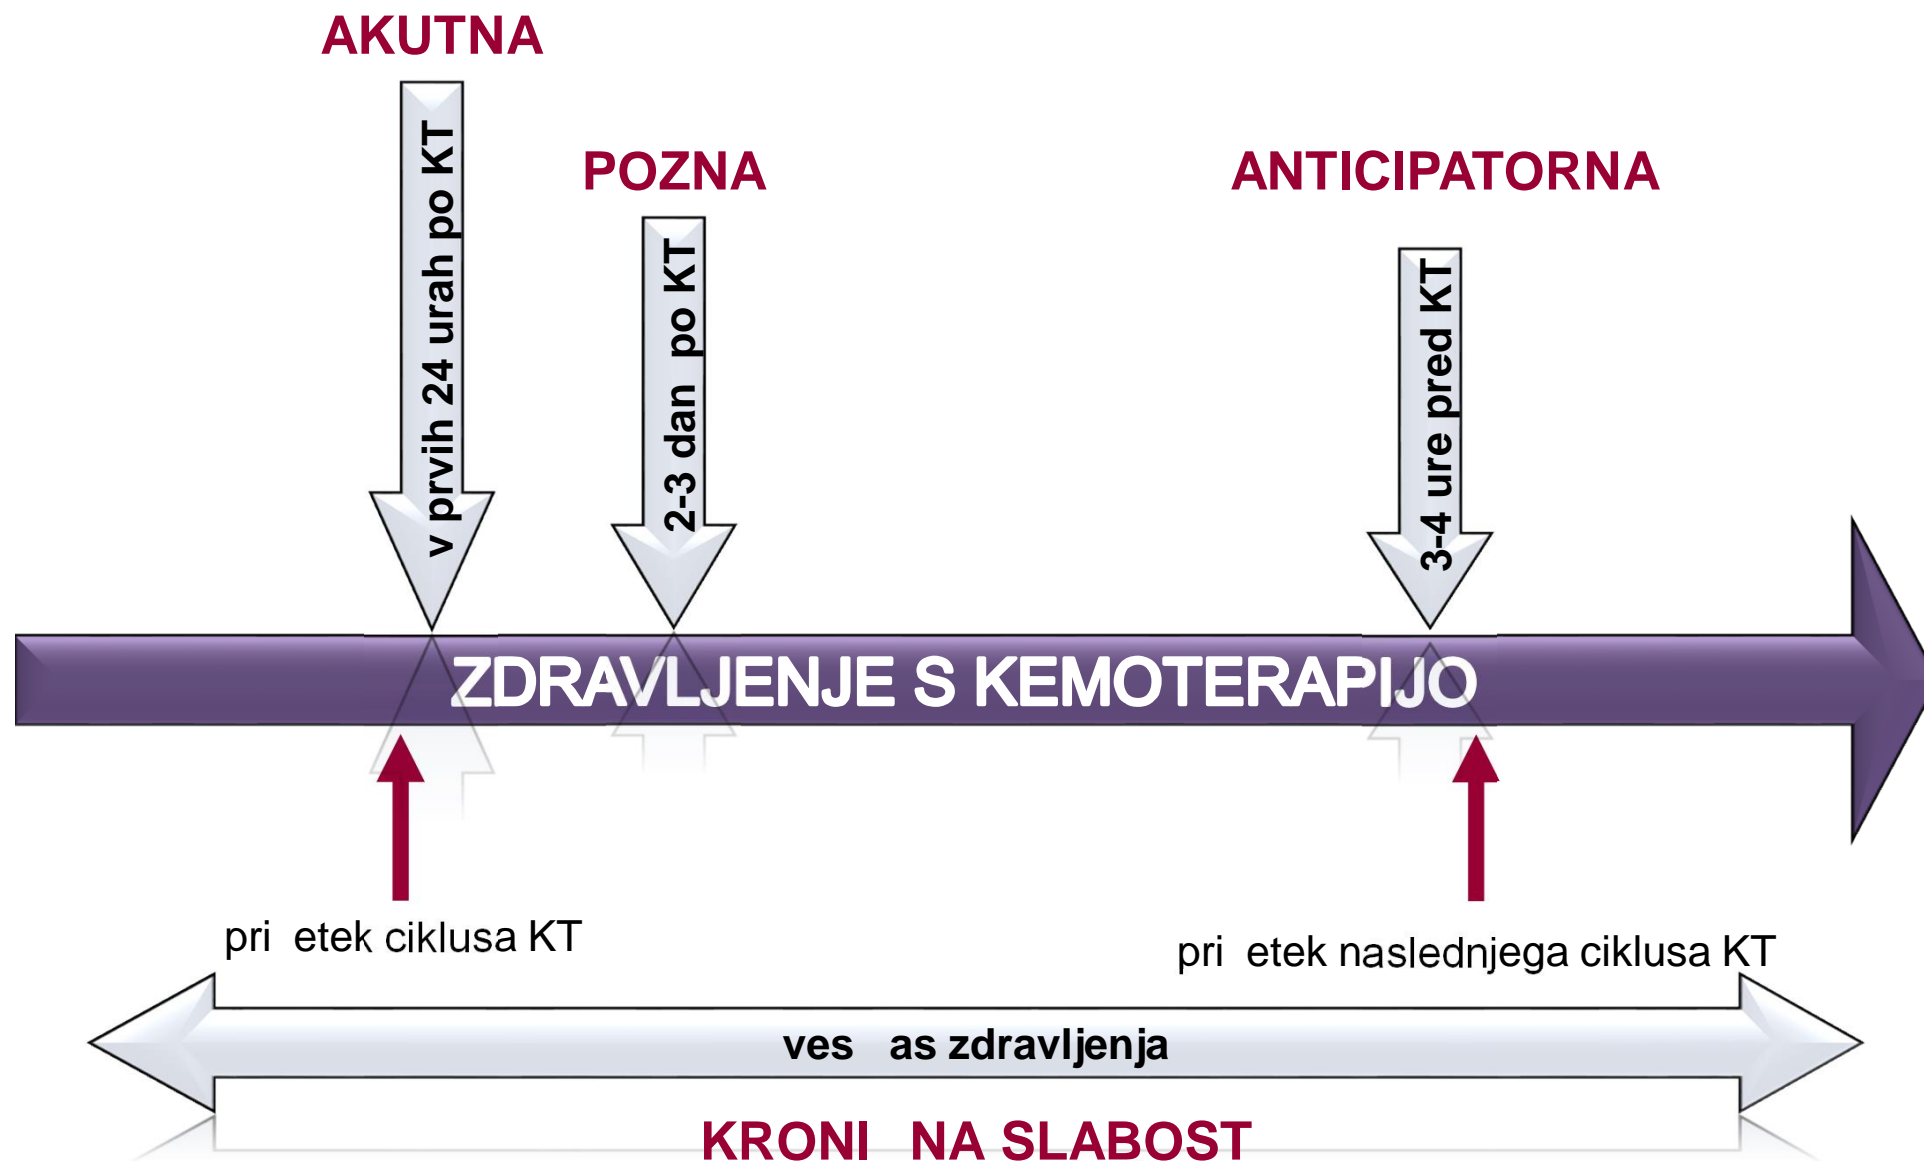 AKUTNA
v prvih 24 urah po KT
POZNA
2-3 dan po KT
ANTICIPATORNA
3-4 ure pred KT
ZDRAVLJENJE S KEMOTERAPIJO
pri etek ciklusa KT
pri etek naslednjega ciklusa KT
ves as zdravljenja
KRONI NA SLABOST